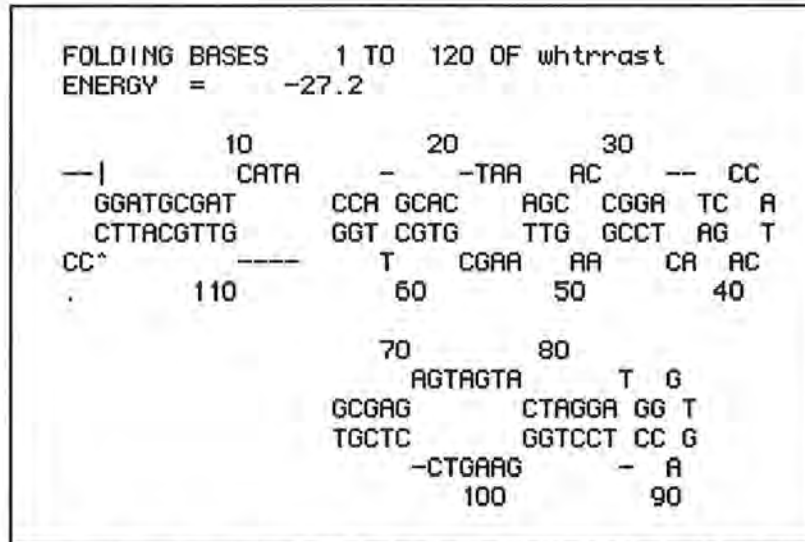 FOLDING BASES 1 TO 120 OF whtrrast
ENERGY = -27.2
10 20 30
--| CATA - -TAA AC -- CC
GGATGCGAT CCA GCAC AGC CGGA TC A
CTTACGTTG GGT CGTG TTG GCCT AG T
CC^ ---- T CGAA AA CA AC
. 110 60 50 40
70 80
AGTAGTA T G
GCGAG CTAGGA GG T
TGCTC GGTCCT CC G
-CTGAAG - A
100 90